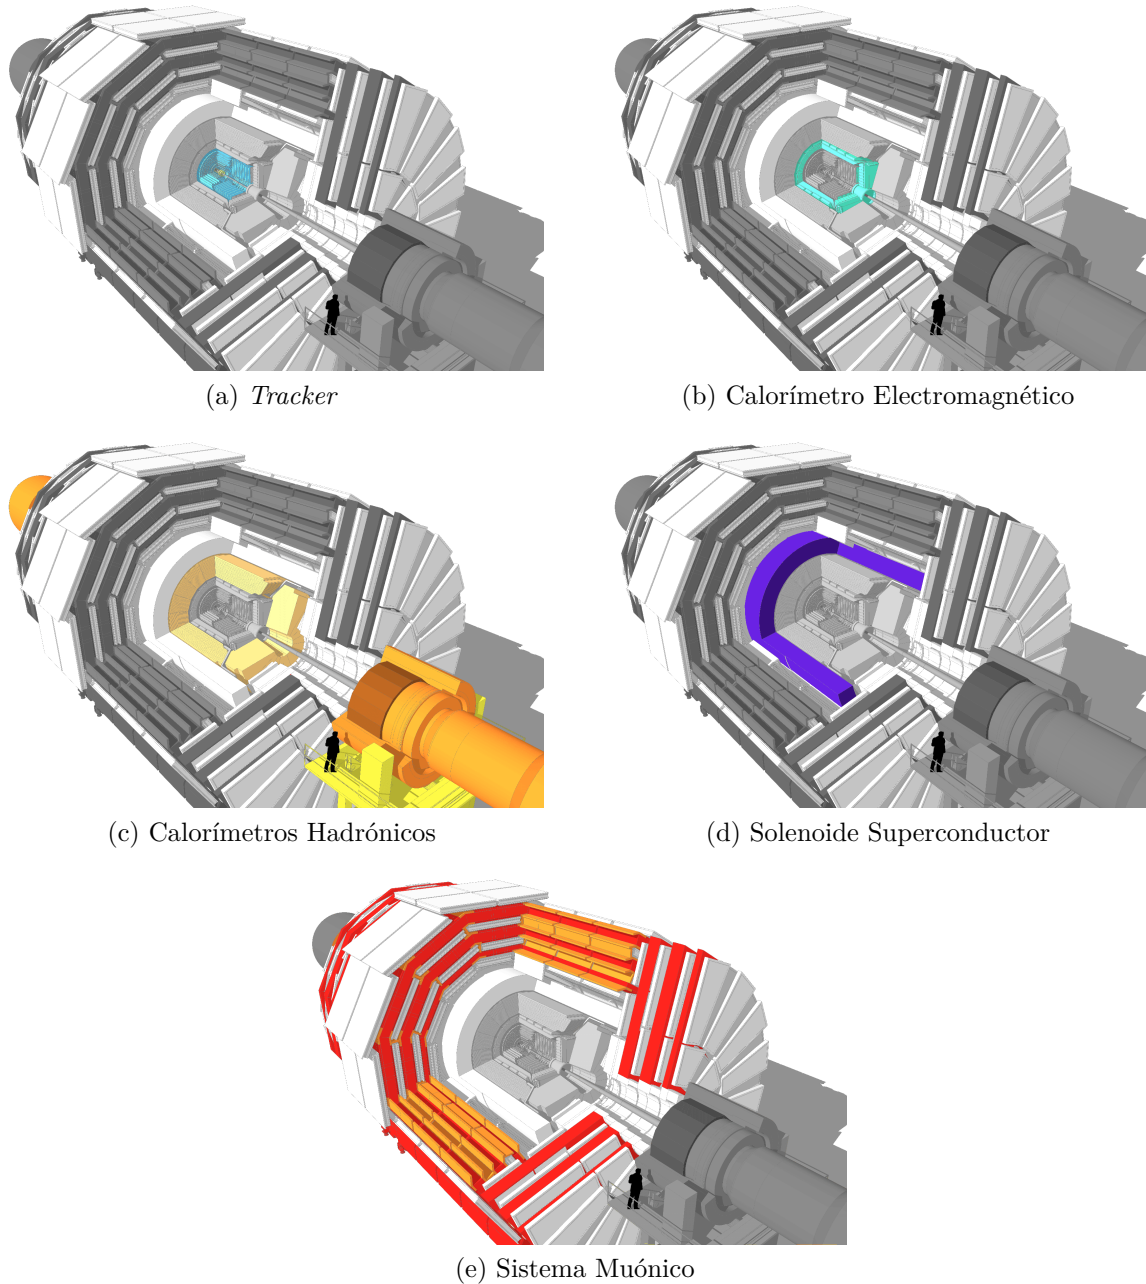 (a) Tracker
(b) Calorímetro Electromagnético
(c) Calorímetros Hadrónicos
(d) Solenoide Superconductor
(e) Sistema Muónico